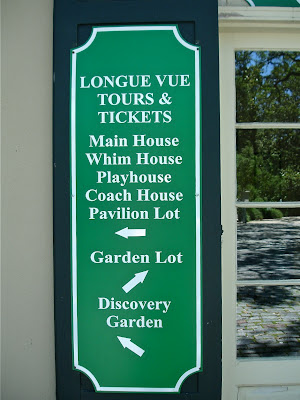 LONGUE VUE
TOURS &
TICKETS
Main House
Whim House
Playhouse
Coach House
Pavilion Lot
Garden Lot
Discovery
Garden